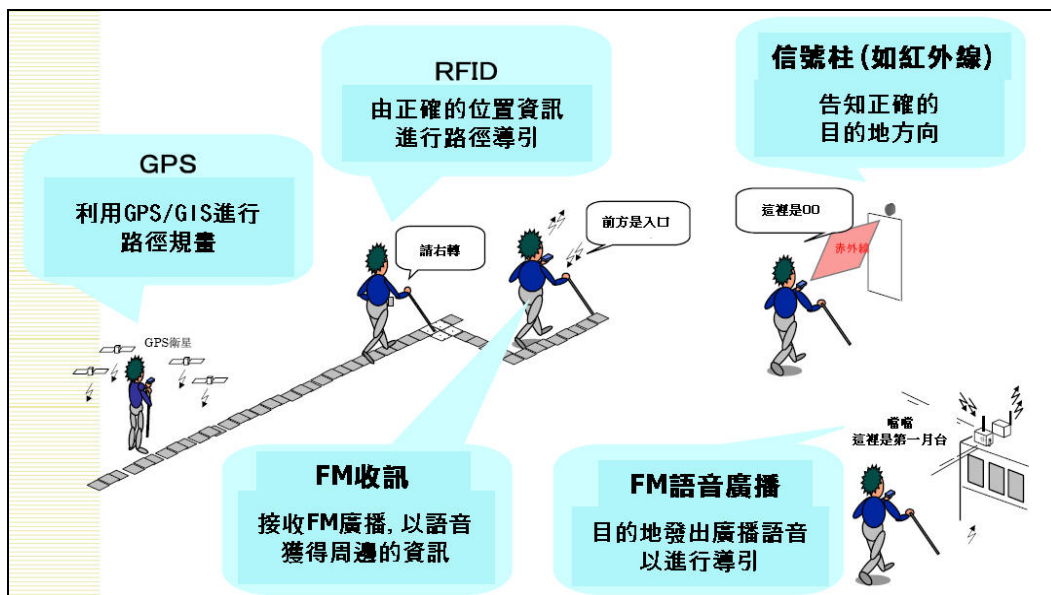 RFID
由正確的位置資訊
進行路徑導引
信號柱(如紅外線)
告知正確的
目的地方向
GPS
利用GPS/GIS進行
路徑規畫
請右轉
前方是入口
這裡是OO
赤外線
GPS衛星
FM收訊
接收FM廣播,以語音
獲得周邊的資訊
FM語音廣播
目的地發出廣播語音
以進行導引
噹噹
這裡是第一月台